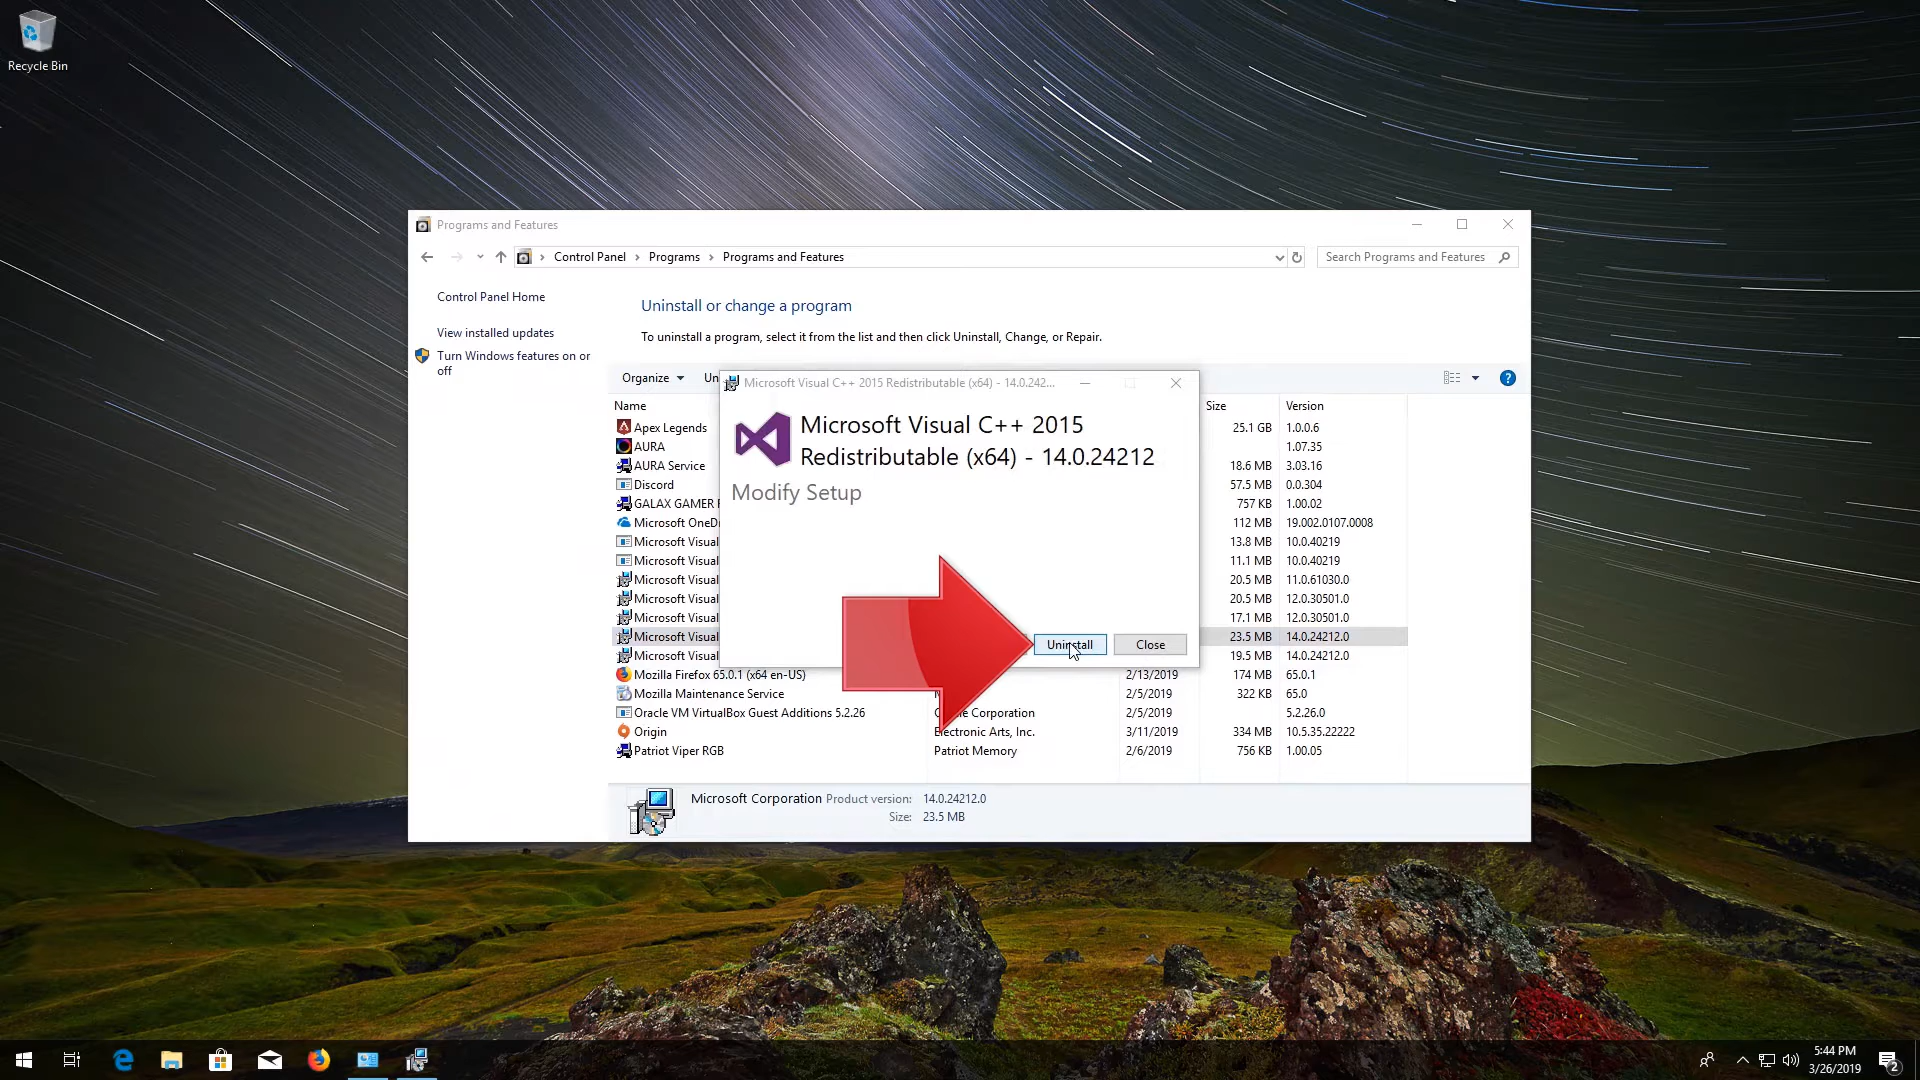 Recycle Bin
Programs and Features
Control Panel
Programs
Programs and Features
Search Programs and Features
Control Panel Home
View installed updates
Turn Windows features on or
off
Uninstall or change a program
To uninstall a program, select it from the list and then click Uninstall, Change, or Repair.
Organize
Un
Microsoft Visual C++ 2015 Redistributable (x64) - 14.0.242...
Microsoft Visual C++ 2015
Redistributable (x64) - 14.0.24212
Modify Setup
Uninstall
Close
Name Size Version
Apex Legends 25.1 GB 1.0.0.6
AURA 1.07.35
AURA Service 18.6 MB 3.03.16
Discord 57.5 MB 0.0.304
GALAX GAMER 757 KB 1.00.02
Microsoft OneD 112 MB 19.002.0107.0008
Microsoft Visual 13.8 MB 10.0.40219
Microsoft Visual 11.1 MB 10.0.40219
Microsoft Visual 20.5 MB 11.0.61030.0
Microsoft Visual 20.5 MB 12.0.30501.0
Microsoft Visual 17.1 MB 12.0.30501.0
Microsoft Visual 23.5 MB 14.0.24212.0
Microsoft Visual 19.5 MB 14.0.24212.0
Mozilla Firefox 65.0.1 (x64 en-US) 2/13/2019 174 MB 65.0.1
Mozilla Maintenance Service 2/5/2019 322 KB 65.0
Oracle VM VirtualBox Guest Additions 5.2.26 Corporation 2/5/2019 5.2.26.0
Origin Electronic Arts, Inc. 3/11/2019 334 MB 10.5.35.22222
Patriot Viper RGB Patriot Memory 2/6/2019 756 KB 1.00.05
Microsoft Corporation Product version: 14.0.24212.0
Size: 23.5 MB
5:44 PM
3/26/2019
2